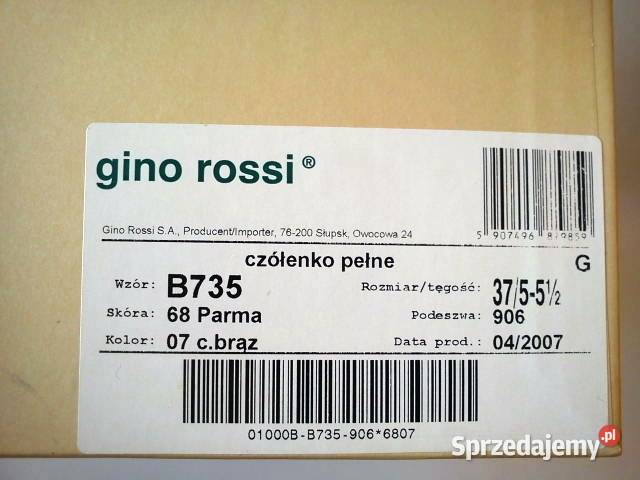 gino rossi®
Gino Rossi S.A., Producent/Importer, 76-200 Słupsk, Owocowa 24
czółenko pełne
G
Wzór: B735 Rozmiar/tęgość: 37/5-5½
Skóra: 68 Parma Podeszwa: 906
Kolor: 07 c.brąz Data prod.: 04/2007
01000B-B735-906*6807
Sprzedajemy.pl